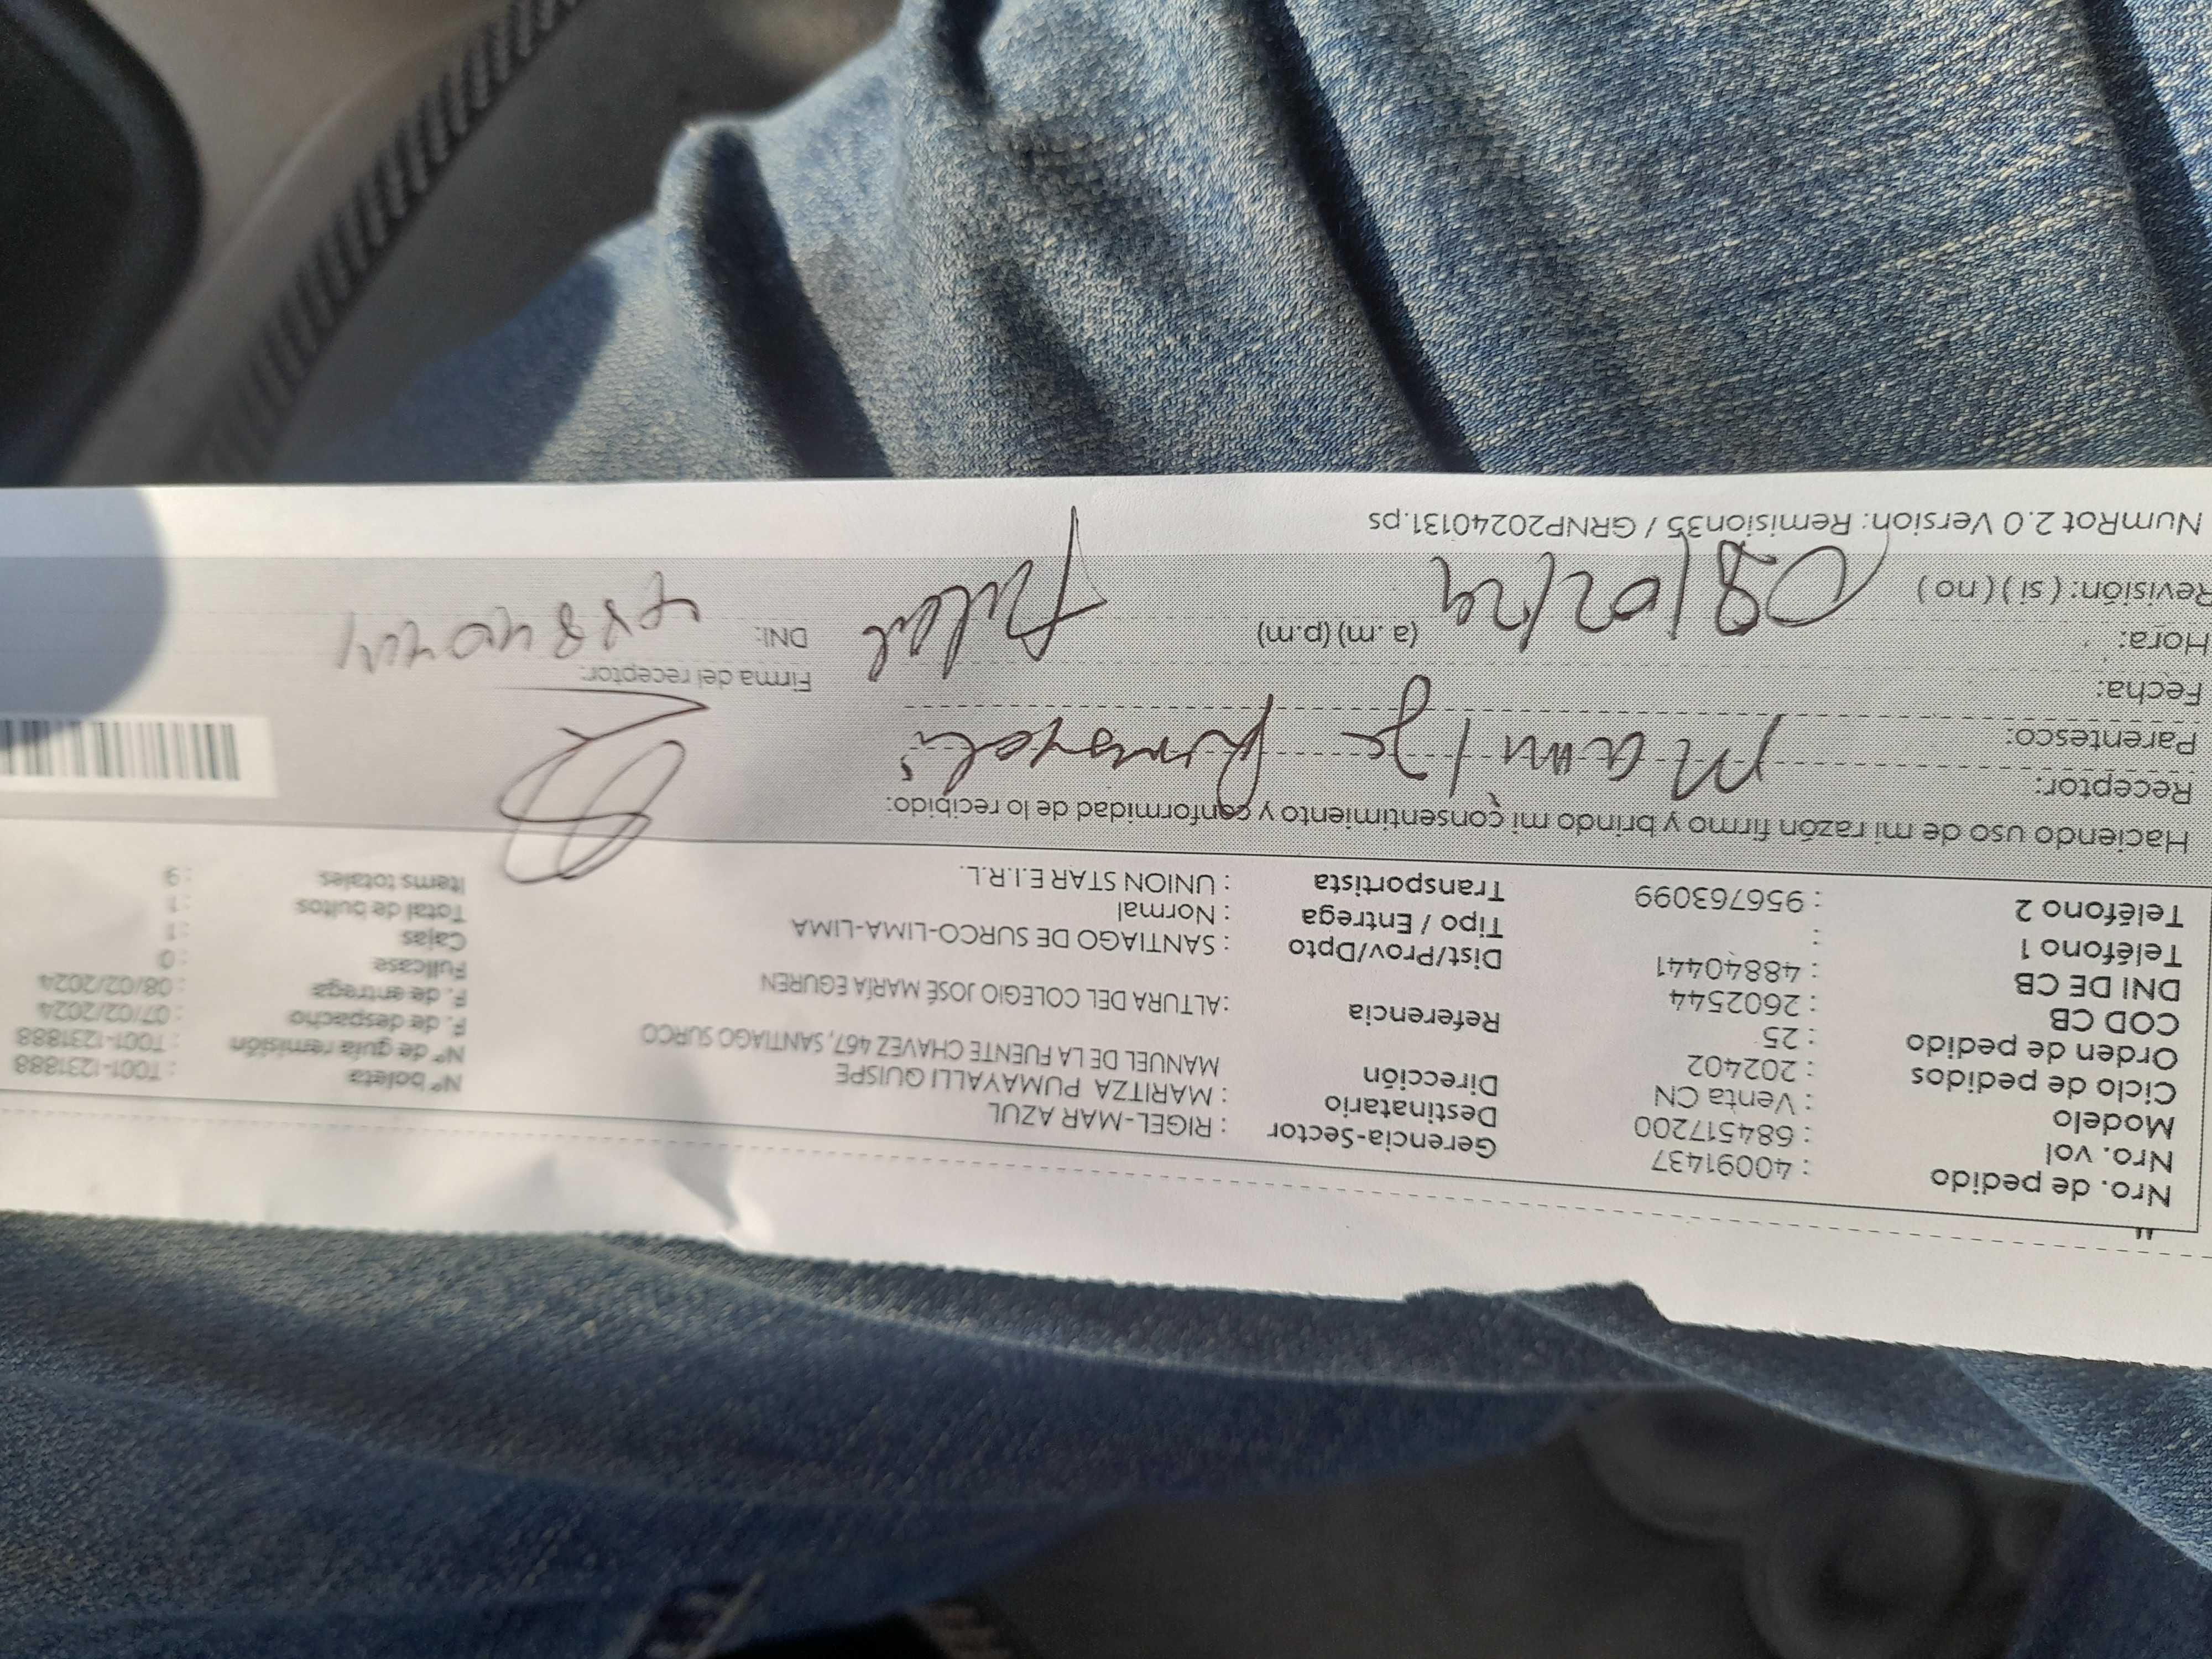 Nro. de pedido : 40091437
Nro. vol : 684517200
Modelo : Venta CN
Ciclo de pedidos : 202402
Orden de pedido : 25
COD CB : 2602544
DNI DE CB : 48840441
Teléfono 1 :
Teléfono 2 : 956763099
Gerencia-Sector : RIGEL-MAR AZUL
Destinatario : MARITZA PUMAYALLI QUISPE
Dirección MANUEL DE LA FUENTE CHAVEZ 467, SANTIAGO SURCO
Referencia : ALTURA DEL COLEGIO JOSÉ MARÍA EGUREN
Dist/Prov/Dpto : SANTIAGO DE SURCO-LIMA-LIMA
Tipo / Entrega : Normal
Transportista : UNION STAR E.I.R.L.
N° boleta : T001-1231888
N° de guía remisión : T001-1231888
F. de despacho : 07/02/2024
F. de entrega : 08/02/2024
Fullcase : 0
Cajas : 1
Total de bultos : 1
Items totales : 9
Haciendo uso de mi razón firmo y brindo mi consentimiento y conformidad de lo recibido:
Receptor:
Parentesco:
Fecha:
Hora: (a.m) (p.m)
Revisión: ( si ) ( no ) 08/02/24
Firma del receptor:
DNI: 48840441
NumRot 2.0 Version: Remision35 / GRNP20240131.ps